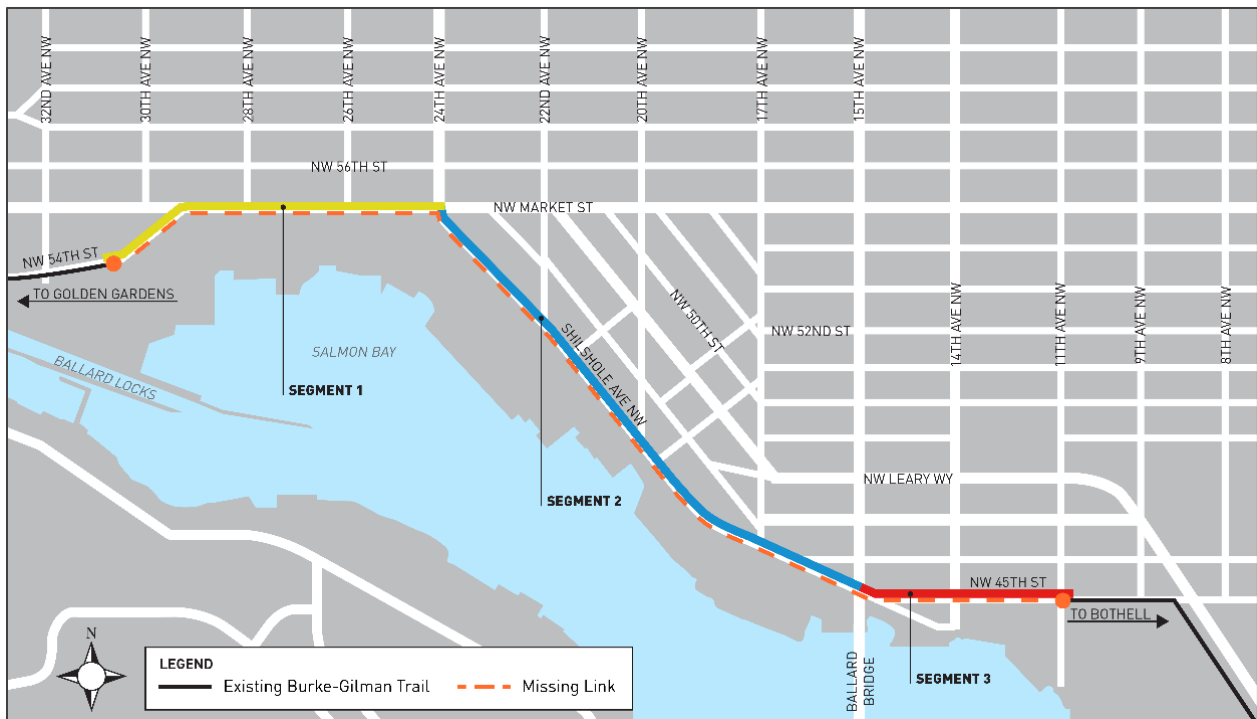 32ND AVE NW
30TH AVE NW
28TH AVE NW
26TH AVE NW
24TH AVE NW
22ND AVE NW
20TH AVE NW
17TH AVE NW
15TH AVE NW
NW 56TH ST
NW MARKET ST
NW 54TH ST
TO GOLDEN GARDENS
SALMON BAY
BALLARD LOCKS
SEGMENT 1
SHILSHOLE AVE NW
NW 50TH ST
NW 52ND ST
14TH AVE NW
11TH AVE NW
9TH AVE NW
8TH AVE NW
SEGMENT 2
NW LEARY WY
NW 45TH ST
TO BOTHELL
BALLARD
BRIDGE
SEGMENT 3
N
LEGEND
Existing Burke-Gilman Trail
Missing Link